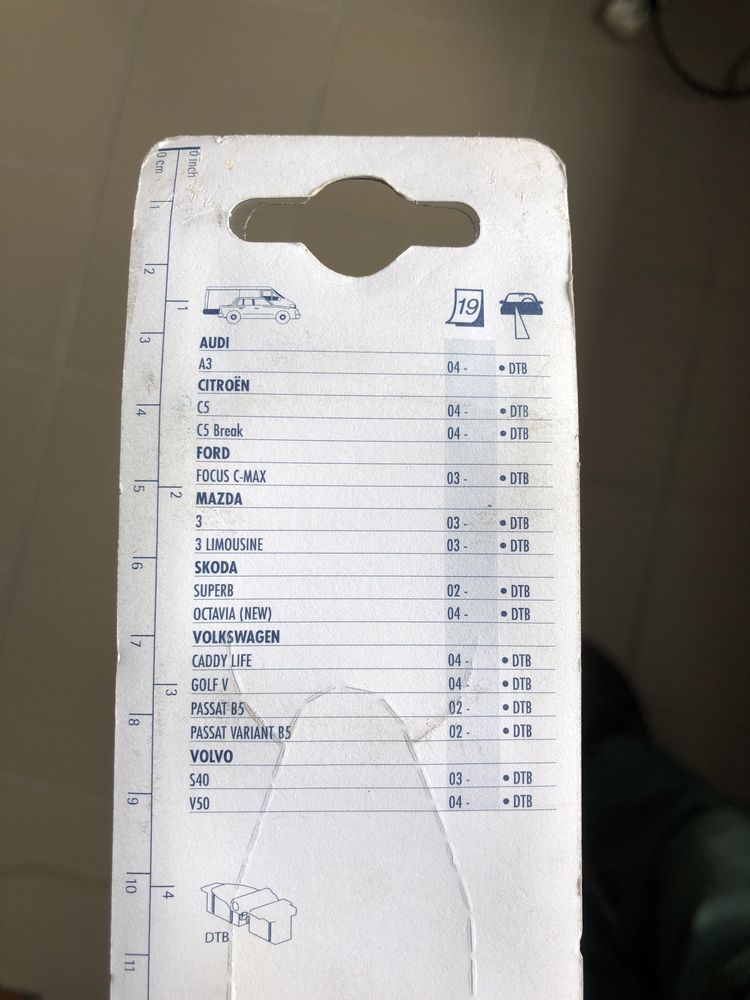 0 inch
0 cm
1
2
1
19
3
AUDI
A3 04 - • DTB
CITROËN
C5 04 - • DTB
4
C5 Break 04 - • DTB
FORD
FOCUS C-MAX 03 - • DTB
5
2
MAZDA
3 03 - • DTB
3 LIMOUSINE 03 - • DTB
6
SKODA
SUPERB 02 - • DTB
OCTAVIA (NEW) 04 - • DTB
7
VOLKSWAGEN
CADDY LIFE 04 - • DTB
GOLF V 04 - • DTB
3
PASSAT B5 02 - • DTB
8
PASSAT VARIANT B5 02 - • DTB
VOLVO
S40 03 - • DTB
9
V50 04 - • DTB
10
4
DTB
11